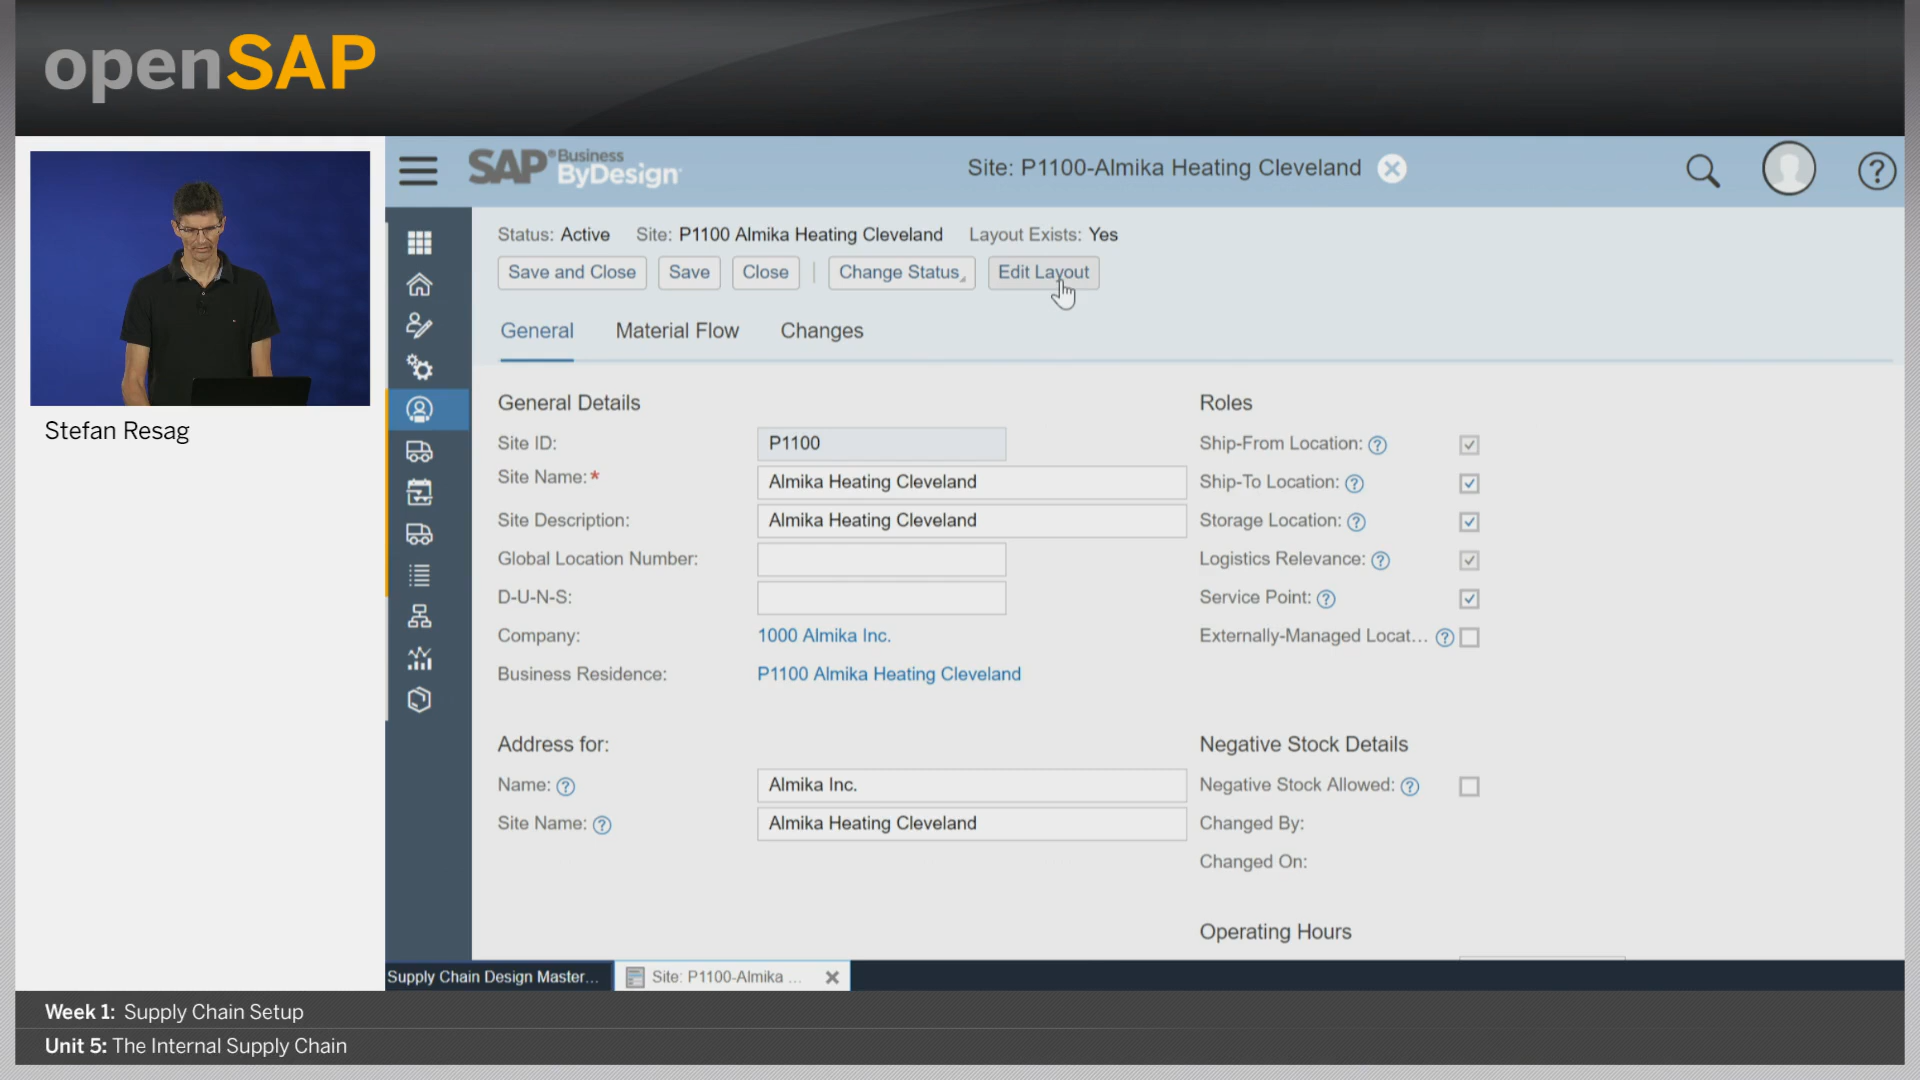 openSAP
Stefan Resag
SAP Business ByDesign
Site: P1100-Almika Heating Cleveland
Status: Active Site: P1100 Almika Heating Cleveland Layout Exists: Yes
Save and Close Save Close Change Status Edit Layout
General Material Flow Changes
General Details
Site ID: P1100
Site Name:* Almika Heating Cleveland
Site Description: Almika Heating Cleveland
Global Location Number:
D-U-N-S:
Company: 1000 Almika Inc.
Business Residence: P1100 Almika Heating Cleveland
Roles
Ship-From Location:
Ship-To Location:
Storage Location:
Logistics Relevance:
Service Point:
Externally-Managed Locat...
Address for:
Name: Almika Inc.
Site Name: Almika Heating Cleveland
Negative Stock Details
Negative Stock Allowed:
Changed By:
Changed On:
Operating Hours
Supply Chain Design Master... Site: P1100-Almika ...
Week 1: Supply Chain Setup
Unit 5: The Internal Supply Chain